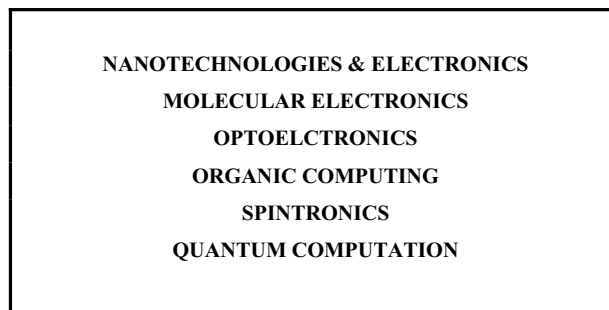 NANOTECHNOLOGIES & ELECTRONICS
MOLECULAR ELECTRONICS
OPTOELCTRONICS
ORGANIC COMPUTING
SPINTRONICS
QUANTUM COMPUTATION